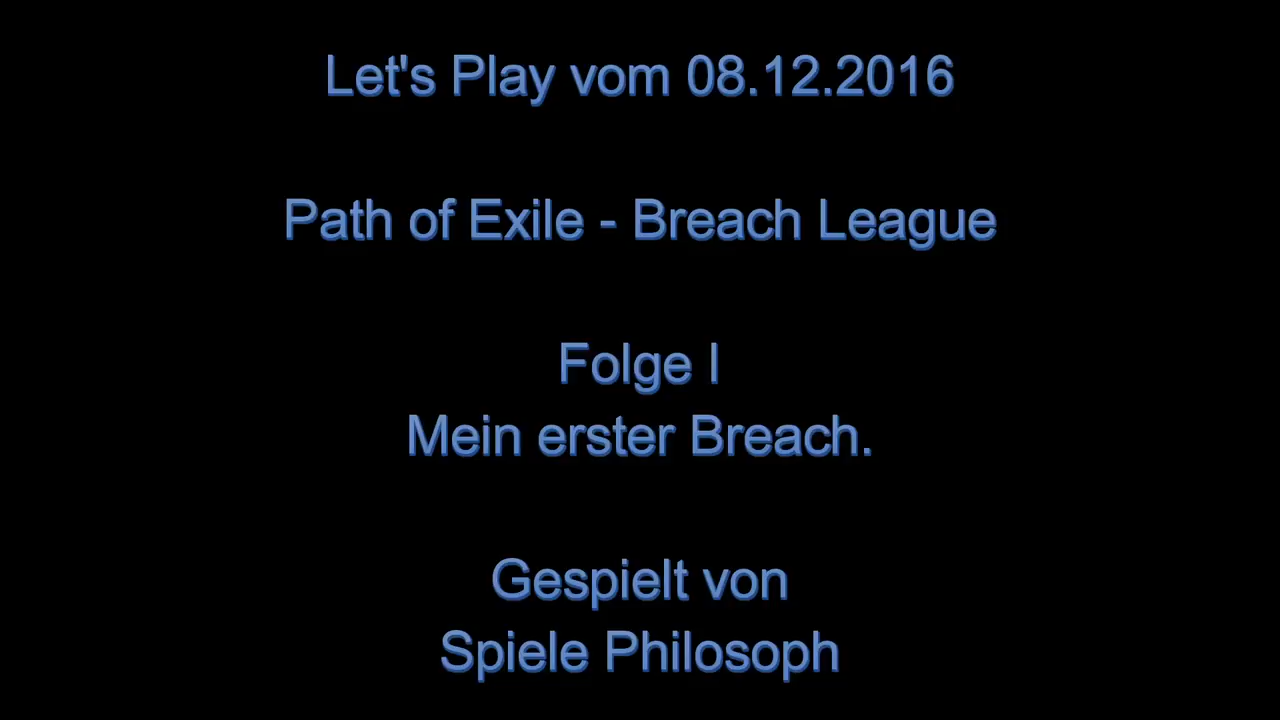 Let's Play vom 08.12.2016
Path of Exile - Breach League
Folge I
Mein erster Breach.
Gespielt von
Spiele Philosoph